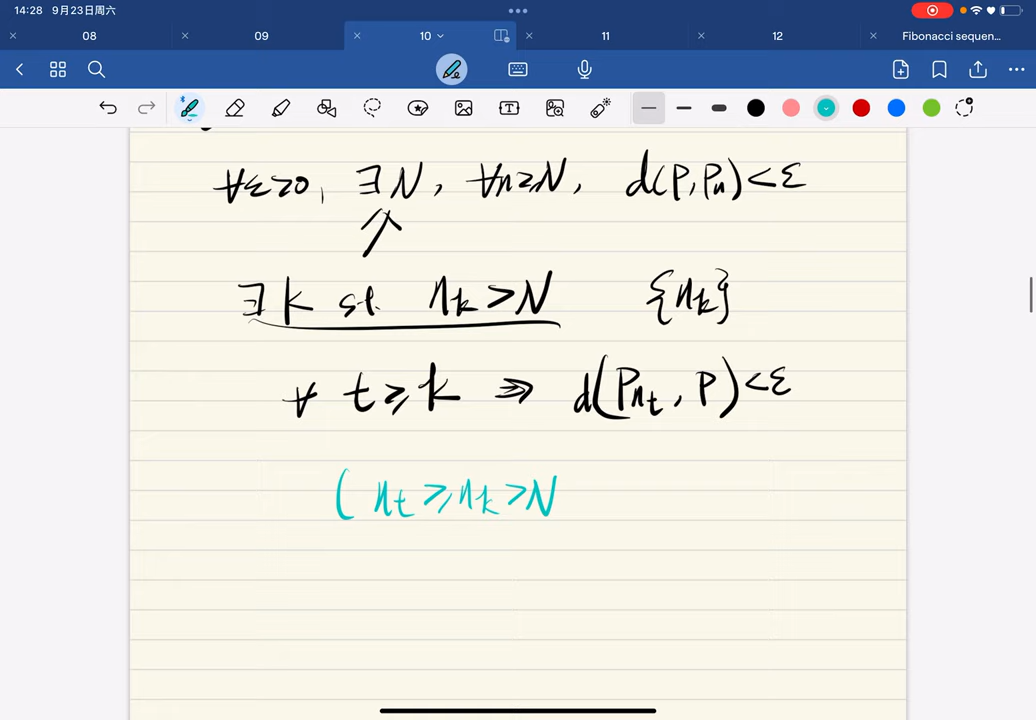 14:28 9月23日周六
08 09 10 11 12 Fibonacci sequen...
∀ε>0, ∃N, ∀n≥N, d(P,Pₙ)<ε
∃k st. nₖ>N {nₖ}
∀ t≥k ⇒ d(Pₙₜ, P)<ε
( nₜ≥nₖ>N